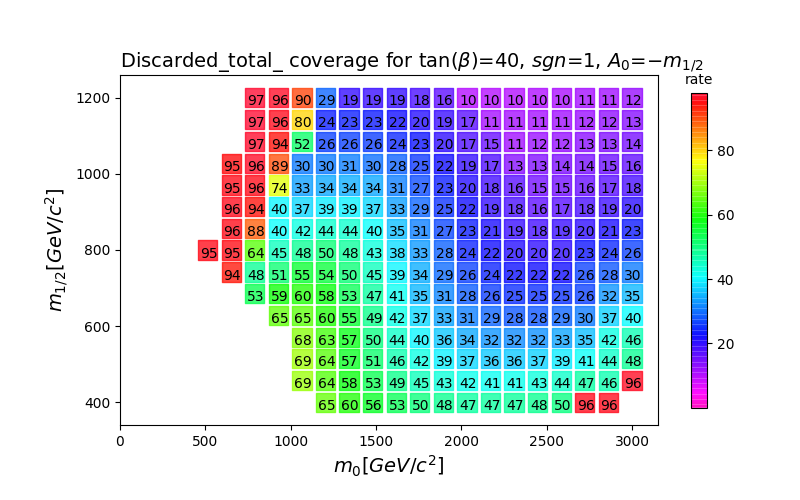 Discarded_total_ coverage for tan(β)=40, sgn=1, A₀=−m₁/₂
rate
1200
97 96 90 29 19 19 19 18 16 10 10 10 10 10 11 11 12
97 96 80 24 23 23 22 20 19 17 11 11 11 11 12 12 13
97 94 52 26 26 26 24 23 20 17 15 11 12 12 13 13 14
1000
95 96 89 30 30 31 30 28 25 22 19 17 13 13 14 14 15 16
95 96 74 33 34 34 34 31 27 23 20 18 16 15 15 16 17 18
96 94 40 37 39 39 37 33 29 25 22 19 18 16 17 18 19 20
96 88 40 42 44 44 40 35 31 27 23 21 19 18 19 20 21 23
800
95 95 64 45 48 50 48 43 38 33 28 24 22 20 20 20 23 24 26
94 48 51 55 54 50 45 39 34 29 26 24 22 22 22 26 28 30
53 59 60 58 53 47 41 35 31 28 26 25 25 25 26 32 35
600
65 65 60 55 49 42 37 33 31 29 28 28 29 30 37 40
68 63 57 50 44 40 36 34 32 32 32 33 35 42 46
69 64 57 51 46 42 39 37 36 36 37 39 41 44 48
69 64 58 53 49 45 43 42 41 41 43 44 47 46 96
400
65 60 56 53 50 48 47 47 47 48 50 96 96
0 500 1000 1500 2000 2500 3000
m₀[GeV/c²]
m₁/₂[GeV/c²]
80
60
40
20